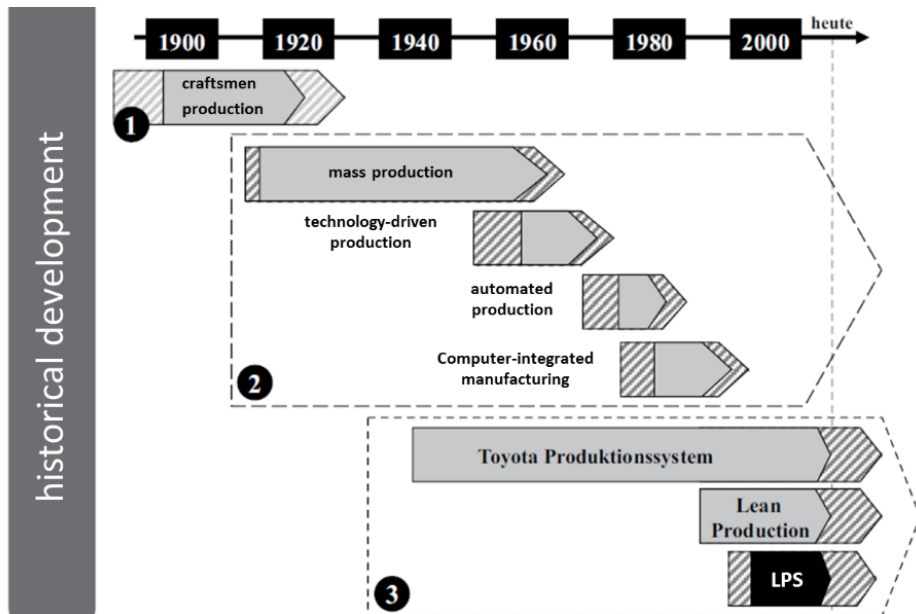 heute
1900 1920 1940 1960 1980 2000
historical development
craftsmen
production
1
mass production
technology-driven
production
automated
production
Computer-integrated
manufacturing
2
Toyota Produktionssystem
Lean
Production
LPS
3